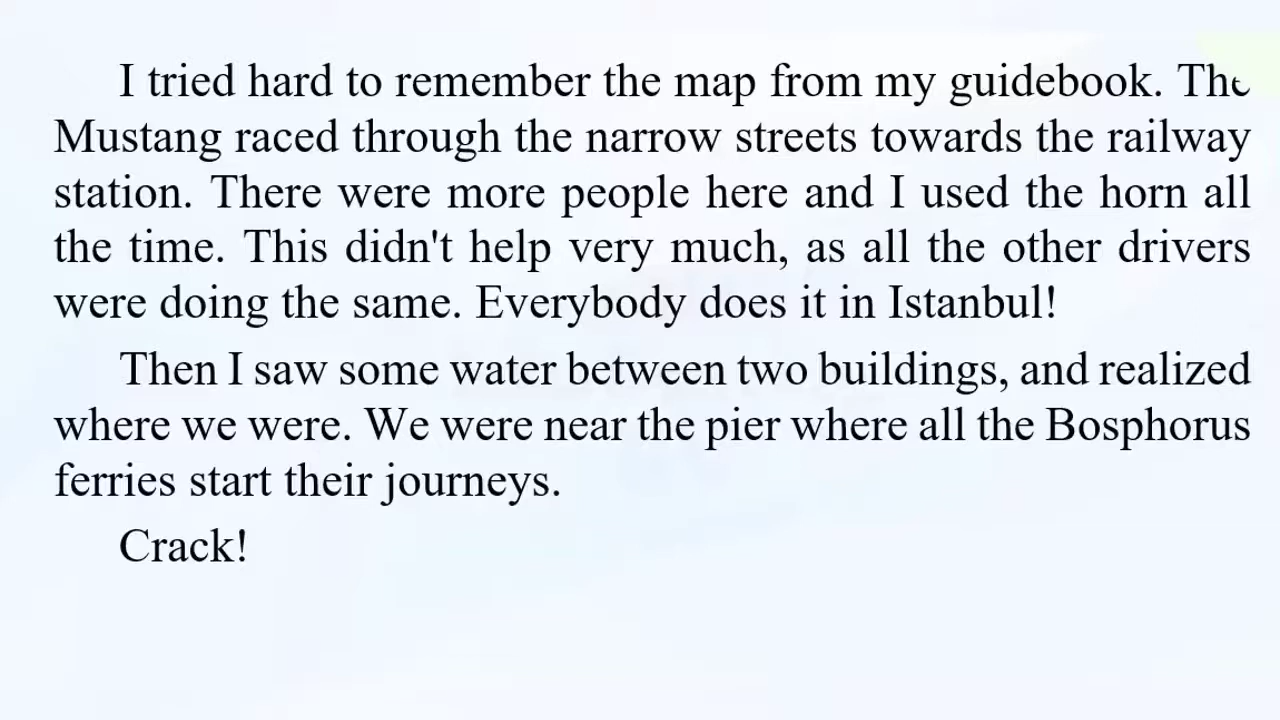 I tried hard to remember the map from my guidebook. The
Mustang raced through the narrow streets towards the railway
station. There were more people here and I used the horn all
the time. This didn't help very much, as all the other drivers
were doing the same. Everybody does it in Istanbul!
Then I saw some water between two buildings, and realized
where we were. We were near the pier where all the Bosphorus
ferries start their journeys.
Crack!